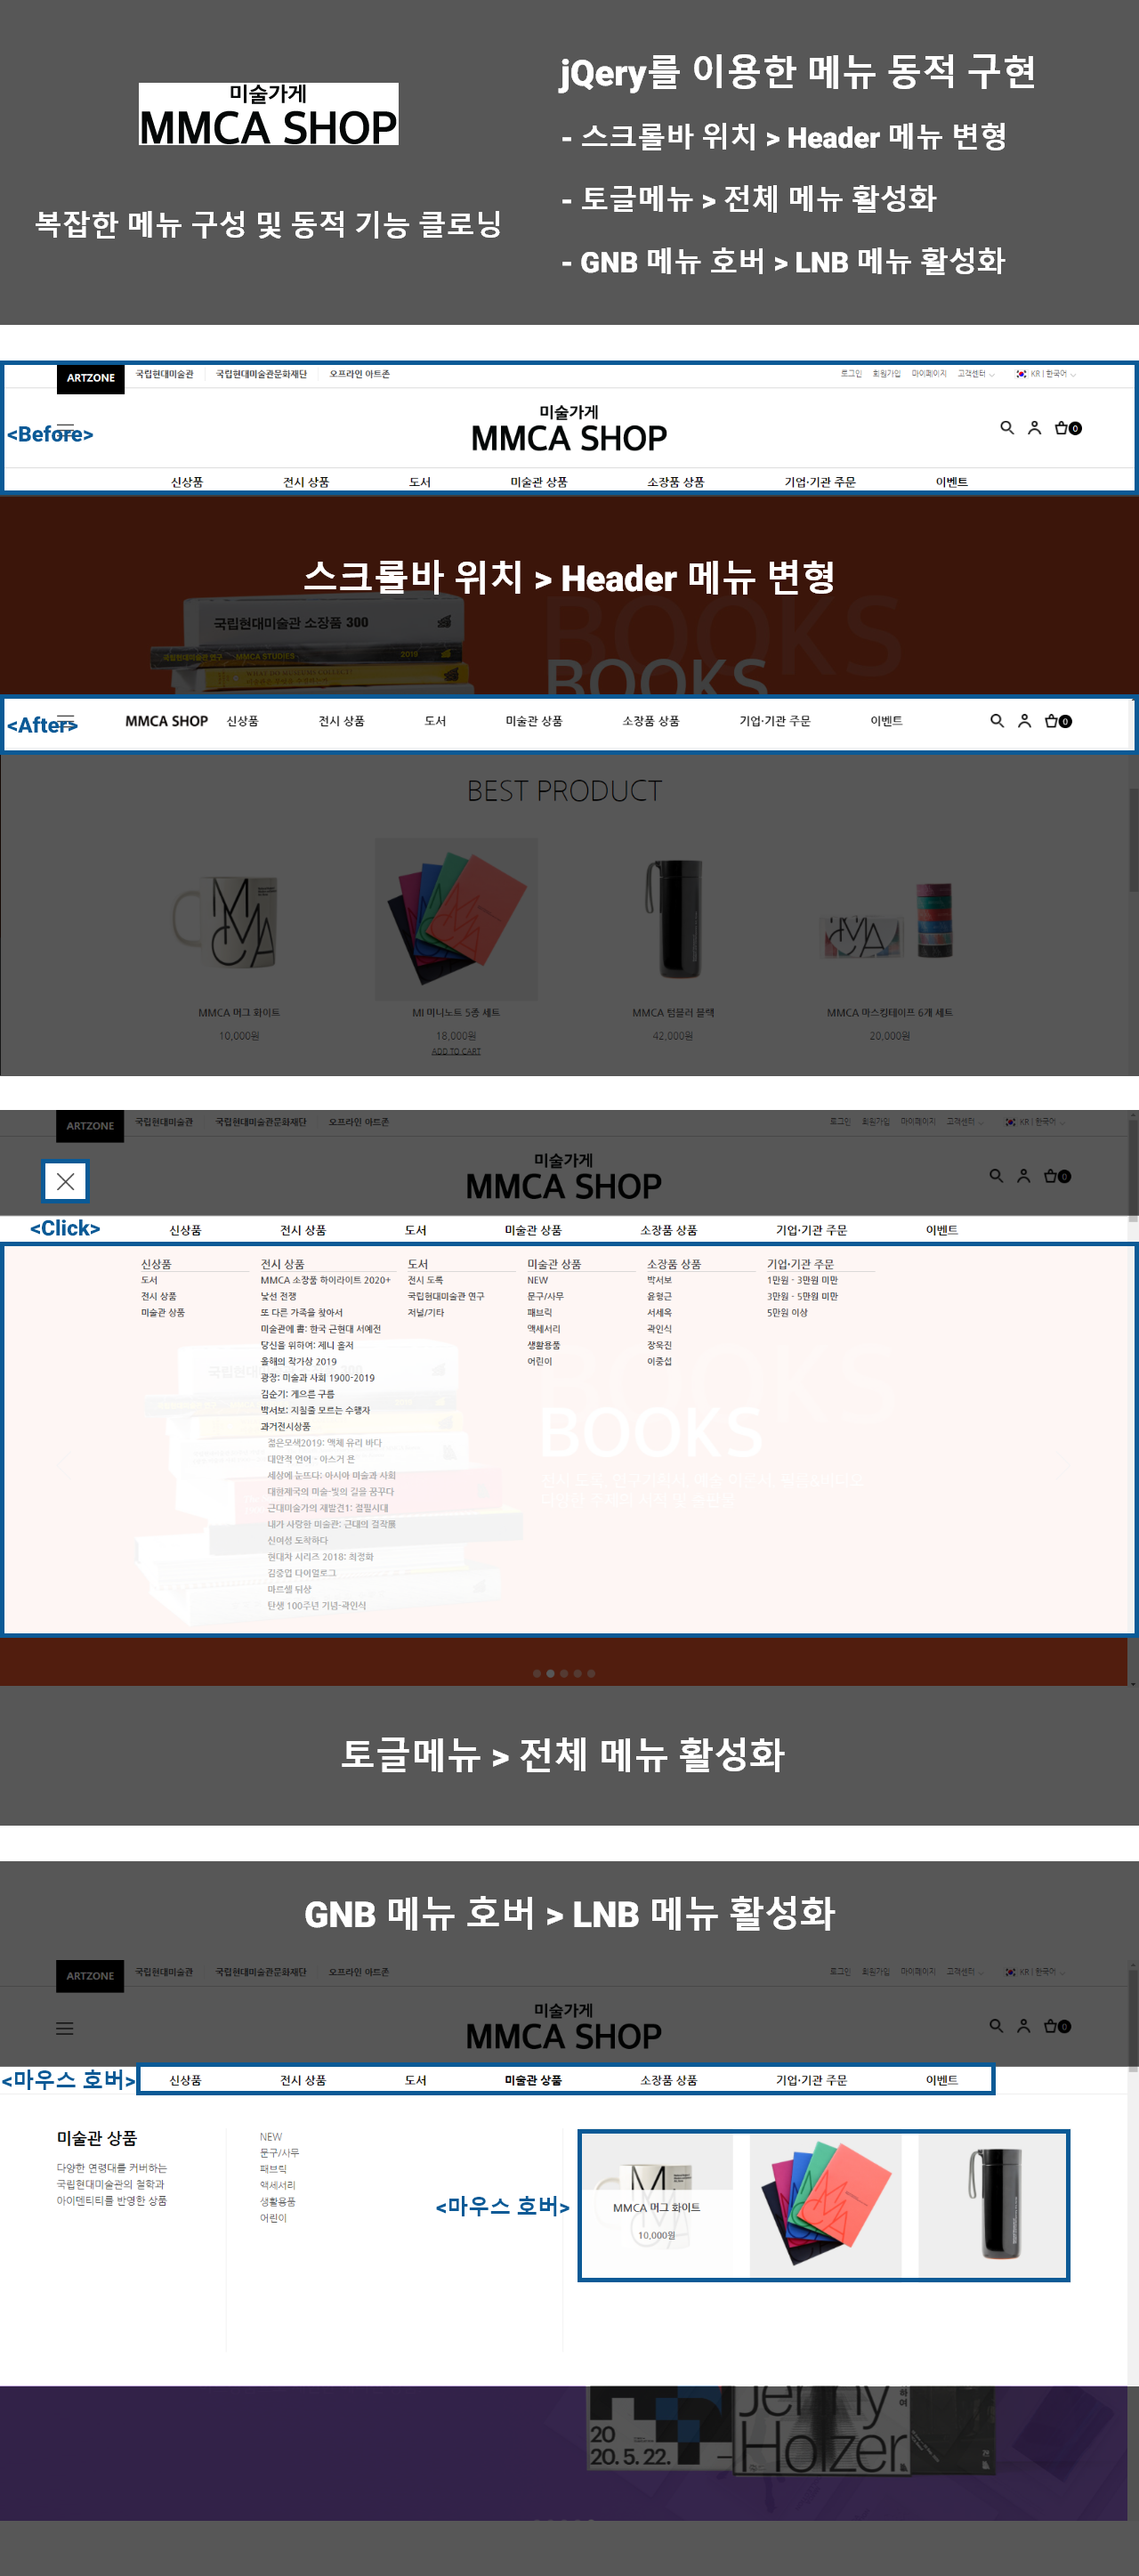 미술가게
MMCA SHOP
복잡한 메뉴 구성 및 동적 기능 클로닝
jQery를 이용한 메뉴 동적 구현
- 스크롤바 위치 > Header 메뉴 변형
- 토글메뉴 > 전체 메뉴 활성화
- GNB 메뉴 호버 > LNB 메뉴 활성화
ARTZONE 국립현대미술관 국립현대미술관문화재단 오프라인 아트존 로그인 회원가입 마이페이지 고객센터 KR | 한국어
<Before>
미술가게
MMCA SHOP
0
신상품 전시 상품 도서 미술관 상품 소장품 상품 기업·기관 주문 이벤트
스크롤바 위치 > Header 메뉴 변형
국립현대미술관 소장품 300
국립현대미술관 연구 MMCA STUDIES 2018
BOOKS
BOOKS
<After>
MMCA SHOP 신상품 전시 상품 도서 미술관 상품 소장품 상품 기업·기관 주문 이벤트 0
BEST PRODUCT
MMCA 머그 화이트 MI 미니노트 5종 세트 MMCA 텀블러 블랙 MMCA 마스킹테이프 6개 세트
10,000원 18,000원 42,000원 20,000원
ADD TO CART
ARTZONE 국립현대미술관 국립현대미술관문화재단 오프라인 아트존 로그인 회원가입 마이페이지 고객센터 KR | 한국어
미술가게
MMCA SHOP
0
<Click>
신상품 전시 상품 도서 미술관 상품 소장품 상품 기업·기관 주문 이벤트
신상품 전시 상품 도서 미술관 상품 소장품 상품 기업·기관 주문
도서 MMCA 소장품 하이라이트 2020+ 전시 도록 NEW 박서보 1만원 - 3만원 미만
전시 상품 낯선 전쟁 국립현대미술관 연구 문구/사무 윤형근 3만원 - 5만원 미만
미술관 상품 또 다른 가족을 찾아서 저널/기타 패브릭 서세옥 5만원 이상
미술관에 書: 한국 근현대 서예전 액세서리 곽인식
당신을 위하여: 제니 홀저 생활용품 장욱진
올해의 작가상 2019 어린이 이중섭
광장: 미술과 사회 1900-2019
김순기: 게으른 구름
박서보: 지칠줄 모르는 수행자
과거전시상품
젊은모색2019: 액체 유리 바다
대안적 언어 - 아스거 욘
세상에 눈뜨다: 아시아 미술과 사회
대한제국의 미술-빛의 길을 꿈꾸다
근대미술가의 재발견1: 절필시대
내가 사랑한 미술관: 근대의 걸작展
신여성 도착하다
현대차 시리즈 2018: 최정화
김중업 다이얼로그
마르셀 뒤샹
탄생 100주년 기념-곽인식
BOOKS
토글메뉴 > 전체 메뉴 활성화
GNB 메뉴 호버 > LNB 메뉴 활성화
ARTZONE 국립현대미술관 국립현대미술관문화재단 오프라인 아트존 로그인 회원가입 마이페이지 고객센터 KR | 한국어
미술가게
MMCA SHOP
0
<마우스 호버>
신상품 전시 상품 도서 미술관 상품 소장품 상품 기업·기관 주문 이벤트
미술관 상품
다양한 연령대를 커버하는
국립현대미술관의 철학과
아이덴티티를 반영한 상품
NEW
문구/사무
패브릭
액세서리
생활용품
어린이
<마우스 호버>
MMCA 머그 화이트
10,000원
20
20.5.22.
Jenny
Holzer